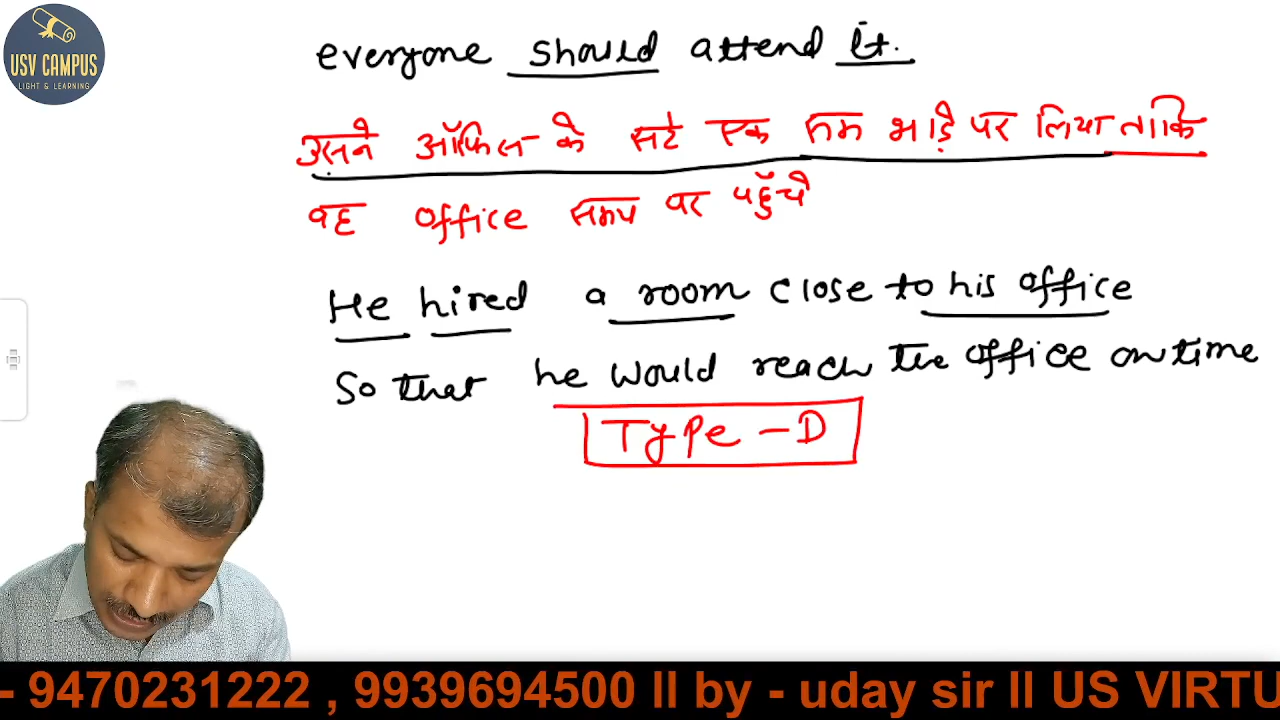 USV CAMPUS
LIGHT & LEARNING
everyone should attend it.
उसने ऑफिस के सटे एक रूम भाड़े पर लिया ताकि
वह office समय पर पहुँचे
He hired a room close to his office
So that he would reach the office on time
Type - D
- 9470231222 , 9939694500 ll by - uday sir ll US VIRTU